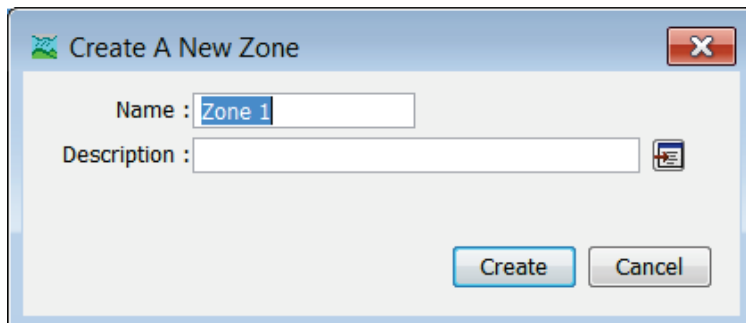 Create A New Zone
Name : Zone 1
Description :
Create Cancel